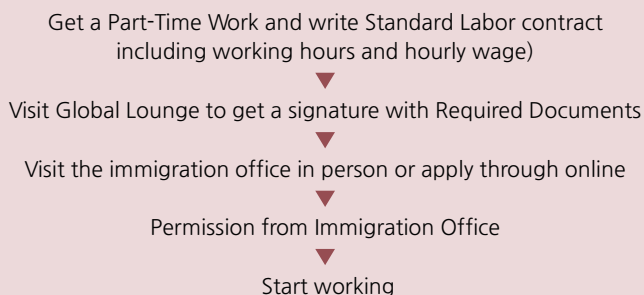 Get a Part-Time Work and write Standard Labor contract
including working hours and hourly wage)
Visit Global Lounge to get a signature with Required Documents
Visit the immigration office in person or apply through online
Permission from Immigration Office
Start working